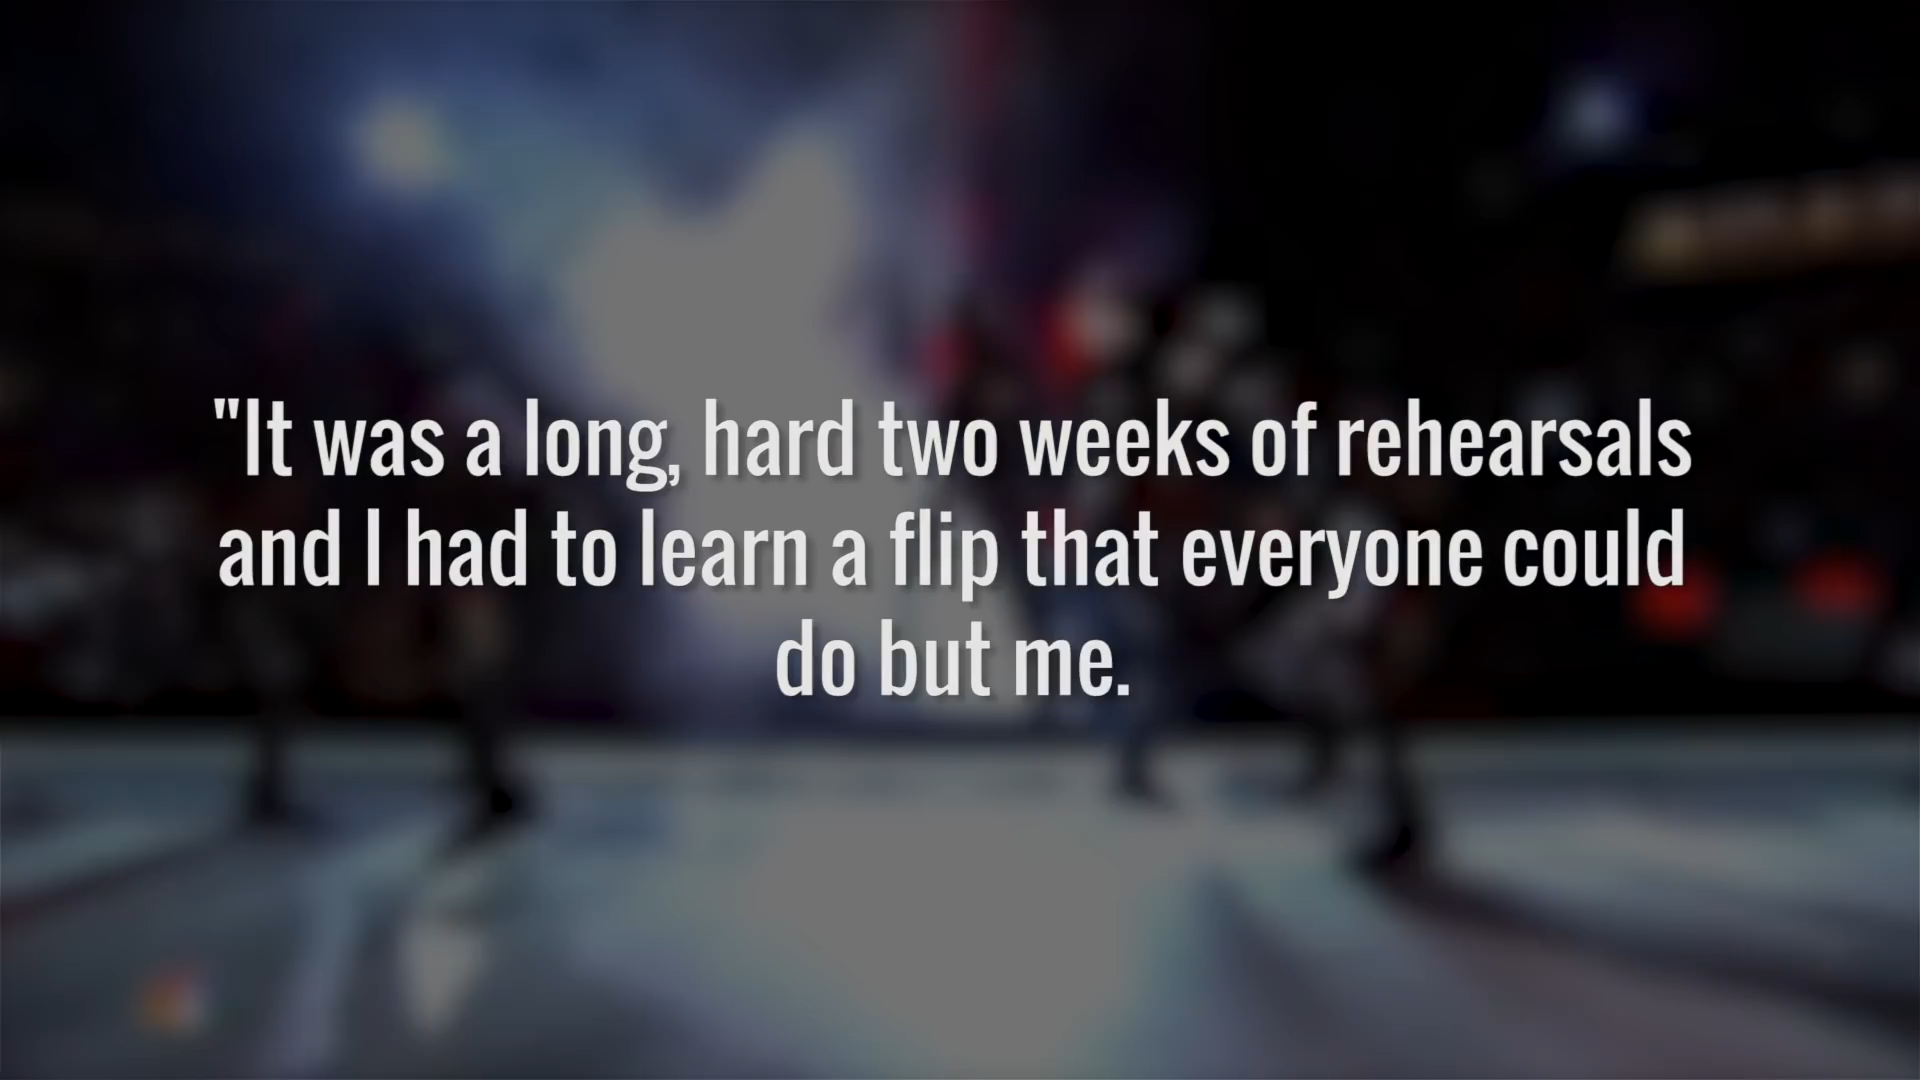 "It was a long, hard two weeks of rehearsals
and I had to learn a flip that everyone could
do but me.